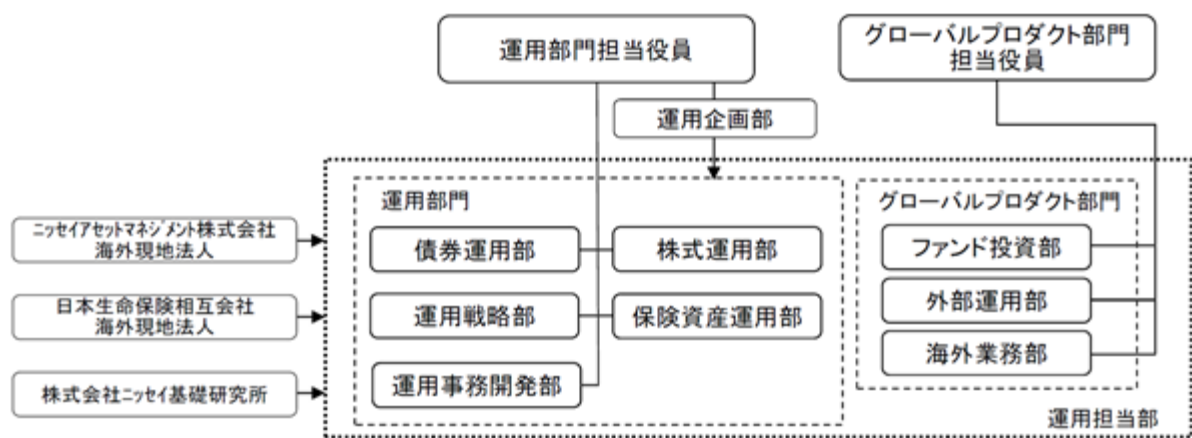 運用部門担当役員
グローバルプロダクト部門
担当役員
運用企画部
運用部門
グローバルプロダクト部門
ニッセイアセットマネジメント株式会社
海外現地法人
債券運用部
株式運用部
ファンド投資部
日本生命保険相互会社
海外現地法人
運用戦略部
保険資産運用部
外部運用部
海外業務部
株式会社ニッセイ基礎研究所
運用事務開発部
運用担当部